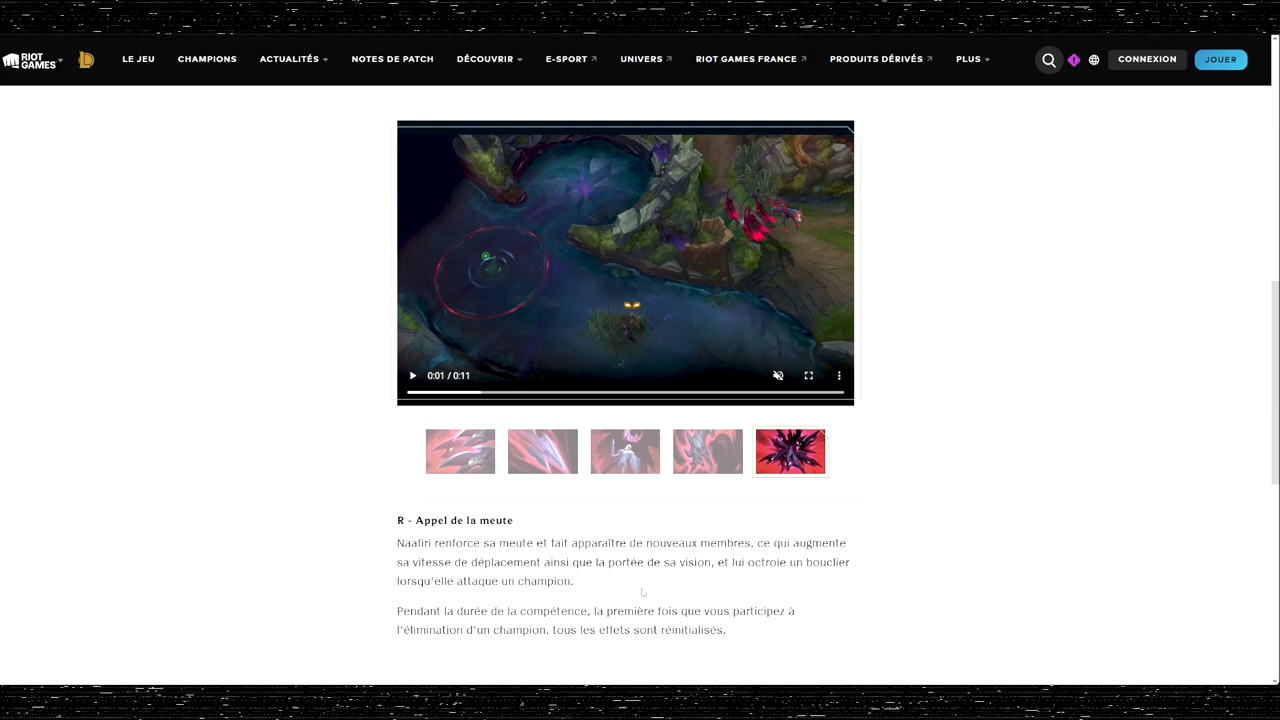 RIOT
GAMES
LE JEU CHAMPIONS ACTUALITÉS NOTES DE PATCH DÉCOUVRIR E-SPORT UNIVERS RIOT GAMES FRANCE PRODUITS DÉRIVÉS PLUS CONNEXION JOUER
0:01 / 0:11
R - Appel de la meute
Naafiri renforce sa meute et fait apparaître de nouveaux membres, ce qui augmente
sa vitesse de déplacement ainsi que la portée de sa vision, et lui octroie un bouclier
lorsqu'elle attaque un champion.
Pendant la durée de la compétence, la première fois que vous participez à
l'élimination d'un champion, tous les effets sont réinitialisés.